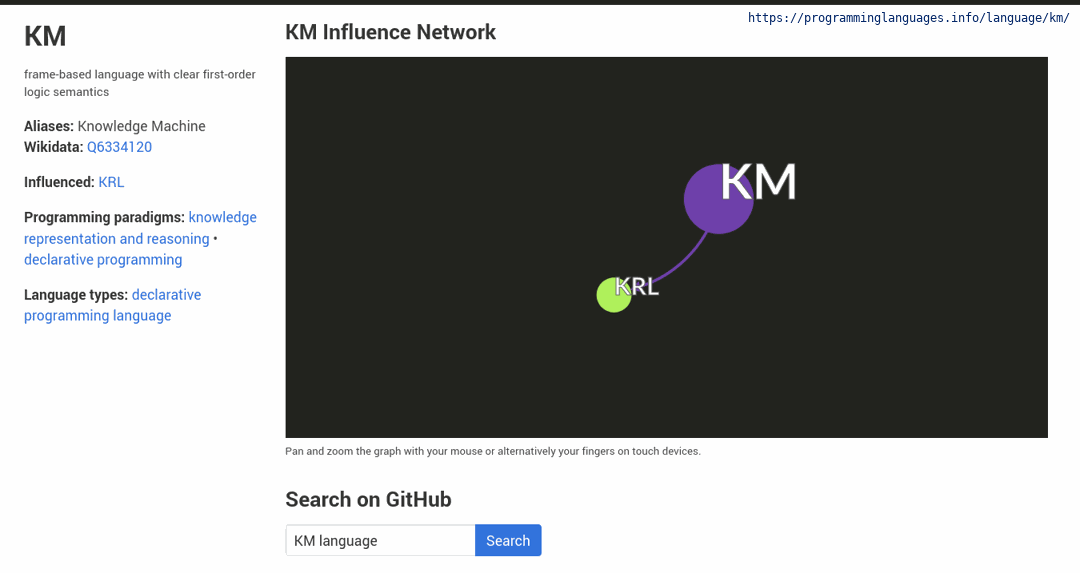 https://programminglanguages.info/language/km/
KM
frame-based language with clear first-order
logic semantics
Aliases: Knowledge Machine
Wikidata: Q6334120
Influenced: KRL
Programming paradigms: knowledge
representation and reasoning •
declarative programming
Language types: declarative
programming language
KM Influence Network
KM
KRL
Pan and zoom the graph with your mouse or alternatively your fingers on touch devices.
Search on GitHub
KM language
Search